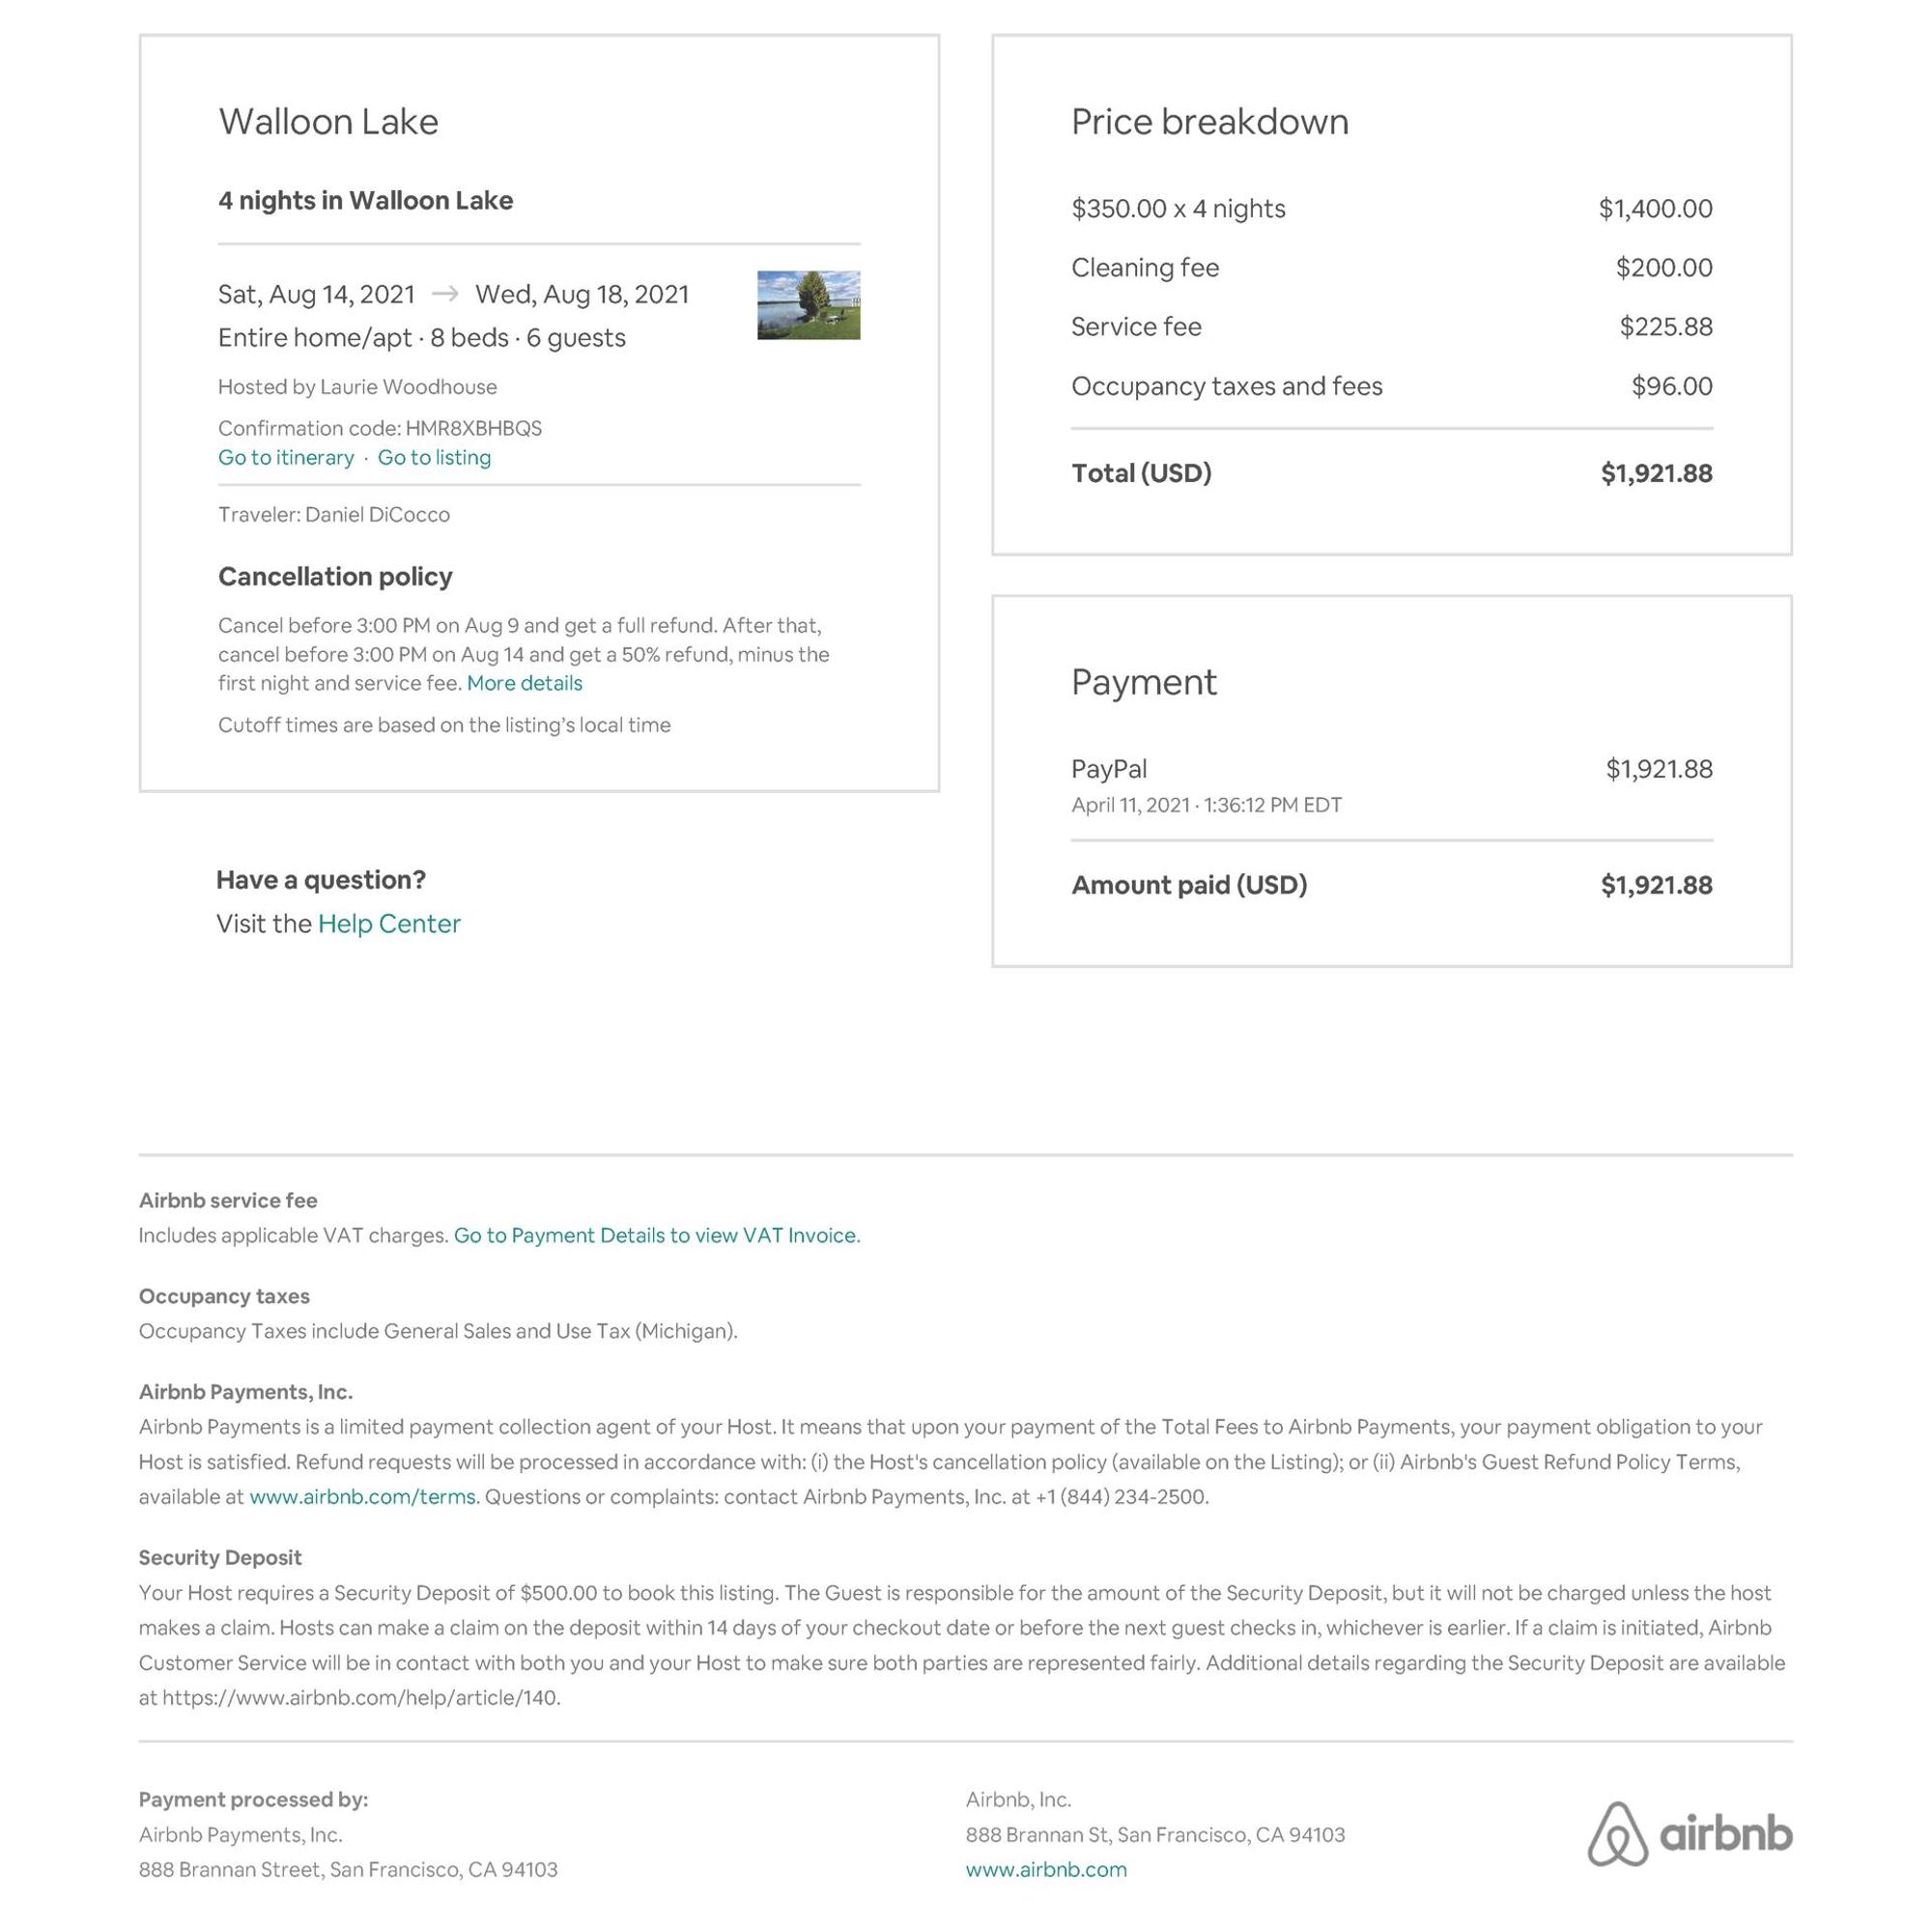 Walloon Lake
4 nights in Walloon Lake
Sat, Aug 14, 2021 → Wed, Aug 18, 2021
Entire home/apt · 8 beds · 6 guests
Hosted by Laurie Woodhouse
Confirmation code: HMR8XBHBQS
Go to itinerary · Go to listing
Traveler: Daniel DiCocco
Cancellation policy
Cancel before 3:00 PM on Aug 9 and get a full refund. After that,
cancel before 3:00 PM on Aug 14 and get a 50% refund, minus the
first night and service fee. More details
Cutoff times are based on the listing's local time
Have a question?
Visit the Help Center
Price breakdown
$350.00 x 4 nights $1,400.00
Cleaning fee $200.00
Service fee $225.88
Occupancy taxes and fees $96.00
Total (USD) $1,921.88
Payment
PayPal $1,921.88
April 11, 2021 · 1:36:12 PM EDT
Amount paid (USD) $1,921.88
Airbnb service fee
Includes applicable VAT charges. Go to Payment Details to view VAT Invoice.
Occupancy taxes
Occupancy Taxes include General Sales and Use Tax (Michigan).
Airbnb Payments, Inc.
Airbnb Payments is a limited payment collection agent of your Host. It means that upon your payment of the Total Fees to Airbnb Payments, your payment obligation to your
Host is satisfied. Refund requests will be processed in accordance with: (i) the Host's cancellation policy (available on the Listing); or (ii) Airbnb's Guest Refund Policy Terms,
available at www.airbnb.com/terms. Questions or complaints: contact Airbnb Payments, Inc. at +1 (844) 234-2500.
Security Deposit
Your Host requires a Security Deposit of $500.00 to book this listing. The Guest is responsible for the amount of the Security Deposit, but it will not be charged unless the host
makes a claim. Hosts can make a claim on the deposit within 14 days of your checkout date or before the next guest checks in, whichever is earlier. If a claim is initiated, Airbnb
Customer Service will be in contact with both you and your Host to make sure both parties are represented fairly. Additional details regarding the Security Deposit are available
at https://www.airbnb.com/help/article/140.
Payment processed by:
Airbnb Payments, Inc.
888 Brannan Street, San Francisco, CA 94103
Airbnb, Inc.
888 Brannan St, San Francisco, CA 94103
www.airbnb.com
airbnb